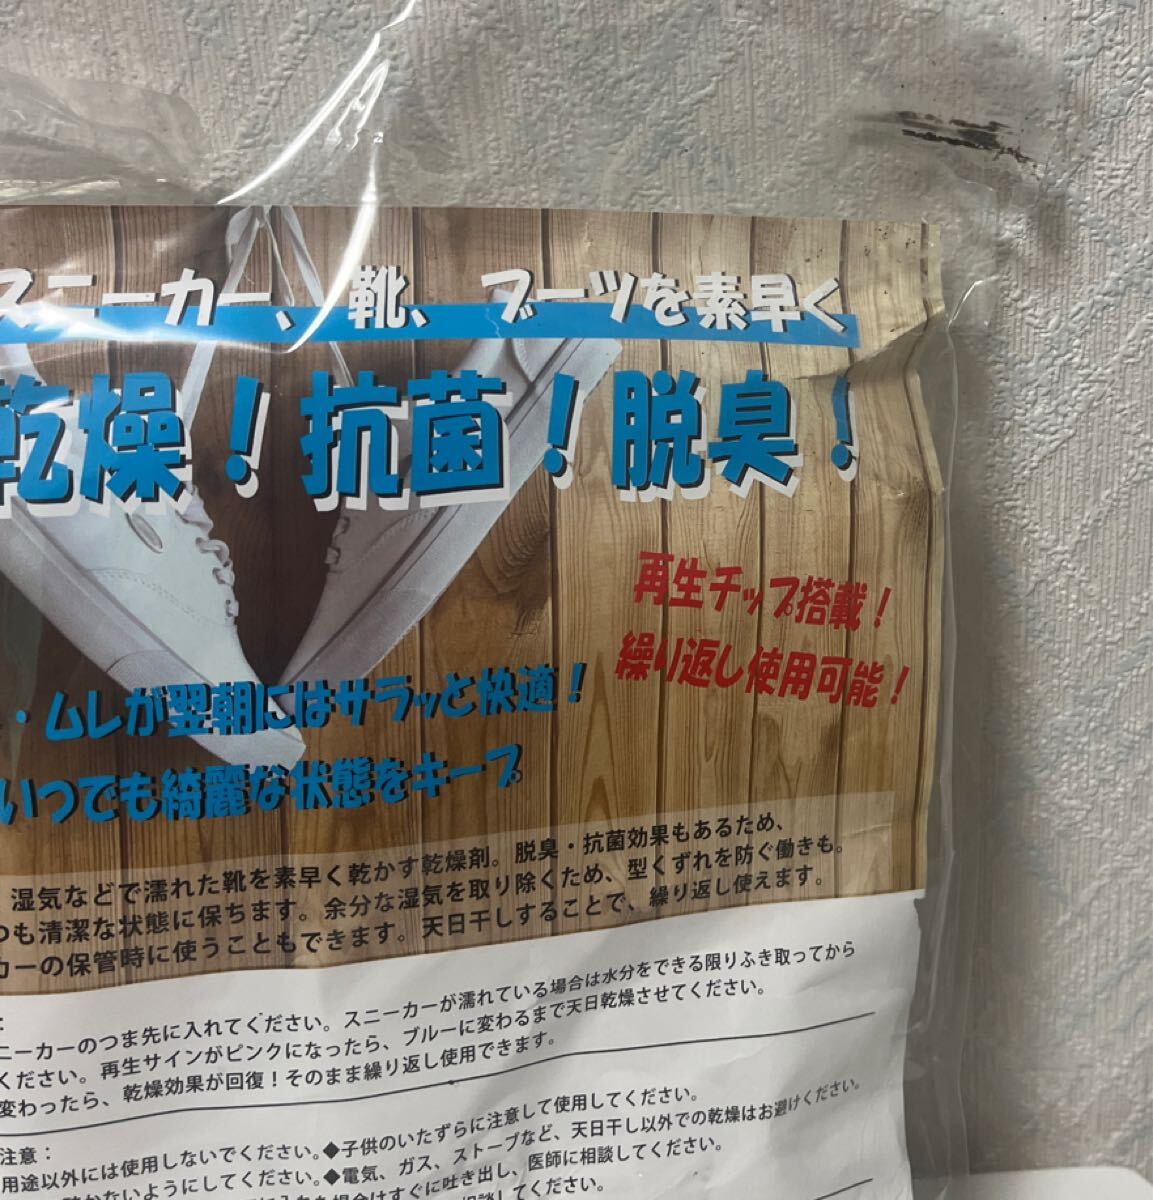 スニーカー、靴、ブーツを素早く
乾燥！抗菌！脱臭！
再生チップ搭載！
繰り返し使用可能！
・ムレが翌朝にはサラッと快適！
いつでも綺麗な状態をキープ
湿気などで濡れた靴を素早く乾かす乾燥剤。脱臭・抗菌効果もあるため、
つも清潔な状態に保ちます。余分な湿気を取り除くため、型くずれを防ぐ働きも。
カーの保管時に使うこともできます。天日干しすることで、繰り返し使えます。
：
ニーカーのつま先に入れてください。スニーカーが濡れている場合は水分をできる限りふき取ってから
ください。再生サインがピンクになったら、ブルーに変わるまで天日乾燥させてください。
変わったら、乾燥効果が回復！そのまま繰り返し使用できます。
注意：
用途以外には使用しないでください。◆子供のいたずらに注意して使用してください。
かないようにしてください。◆電気、ガス、ストーブなど、天日干し以外での乾燥はお避けください。
場合はすぐに吐き出し、医師に相談してください。
相談してください。